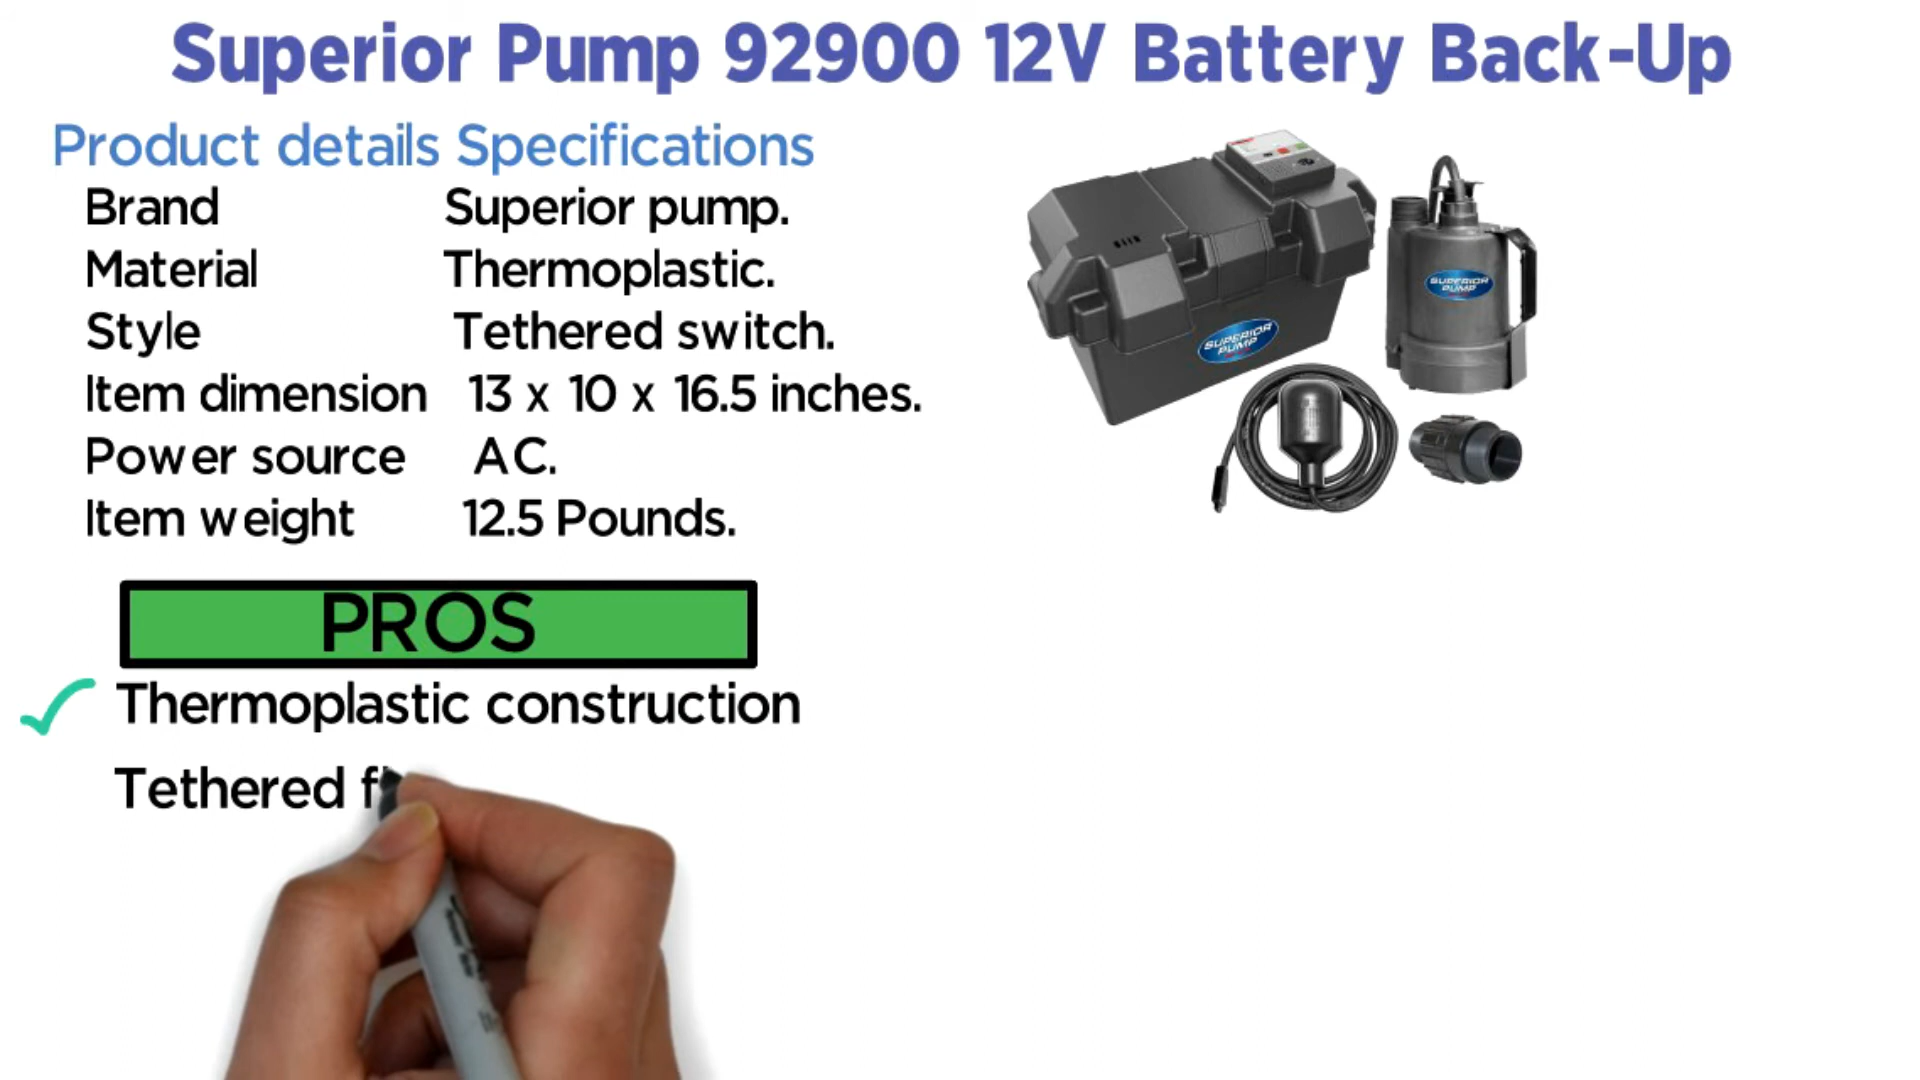 Superior Pump 92900 12V Battery Back-Up
Product details Specifications
Brand Superior pump.
Material Thermoplastic.
Style Tethered switch.
Item dimension 13 x 10 x 16.5 inches.
Power source AC.
Item weight 12.5 Pounds.
SUPERIOR
PUMP
SUPERIOR
PUMP
PROS
Thermoplastic construction
Tethered